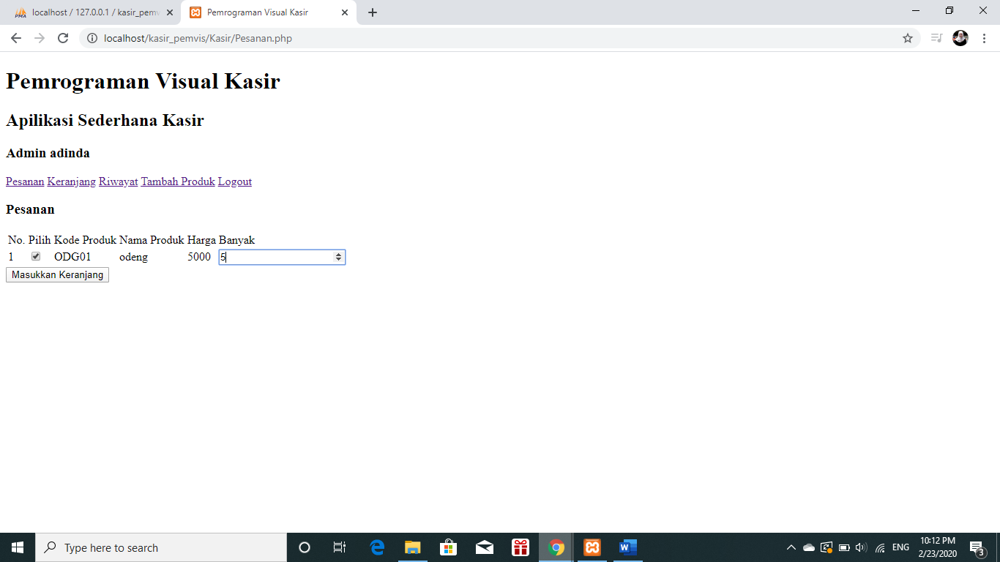 localhost / 127.0.0.1 / kasir_pemv
Pemrograman Visual Kasir
localhost/kasir_pemvis/Kasir/Pesanan.php
Pemrograman Visual Kasir
Apilikasi Sederhana Kasir
Admin adinda
Pesanan Keranjang Riwayat Tambah Produk Logout
Pesanan
No. Pilih Kode Produk Nama Produk Harga Banyak
1 ODG01 odeng 5000 5
Masukkan Keranjang
Type here to search
ENG
10:12 PM
2/23/2020
3